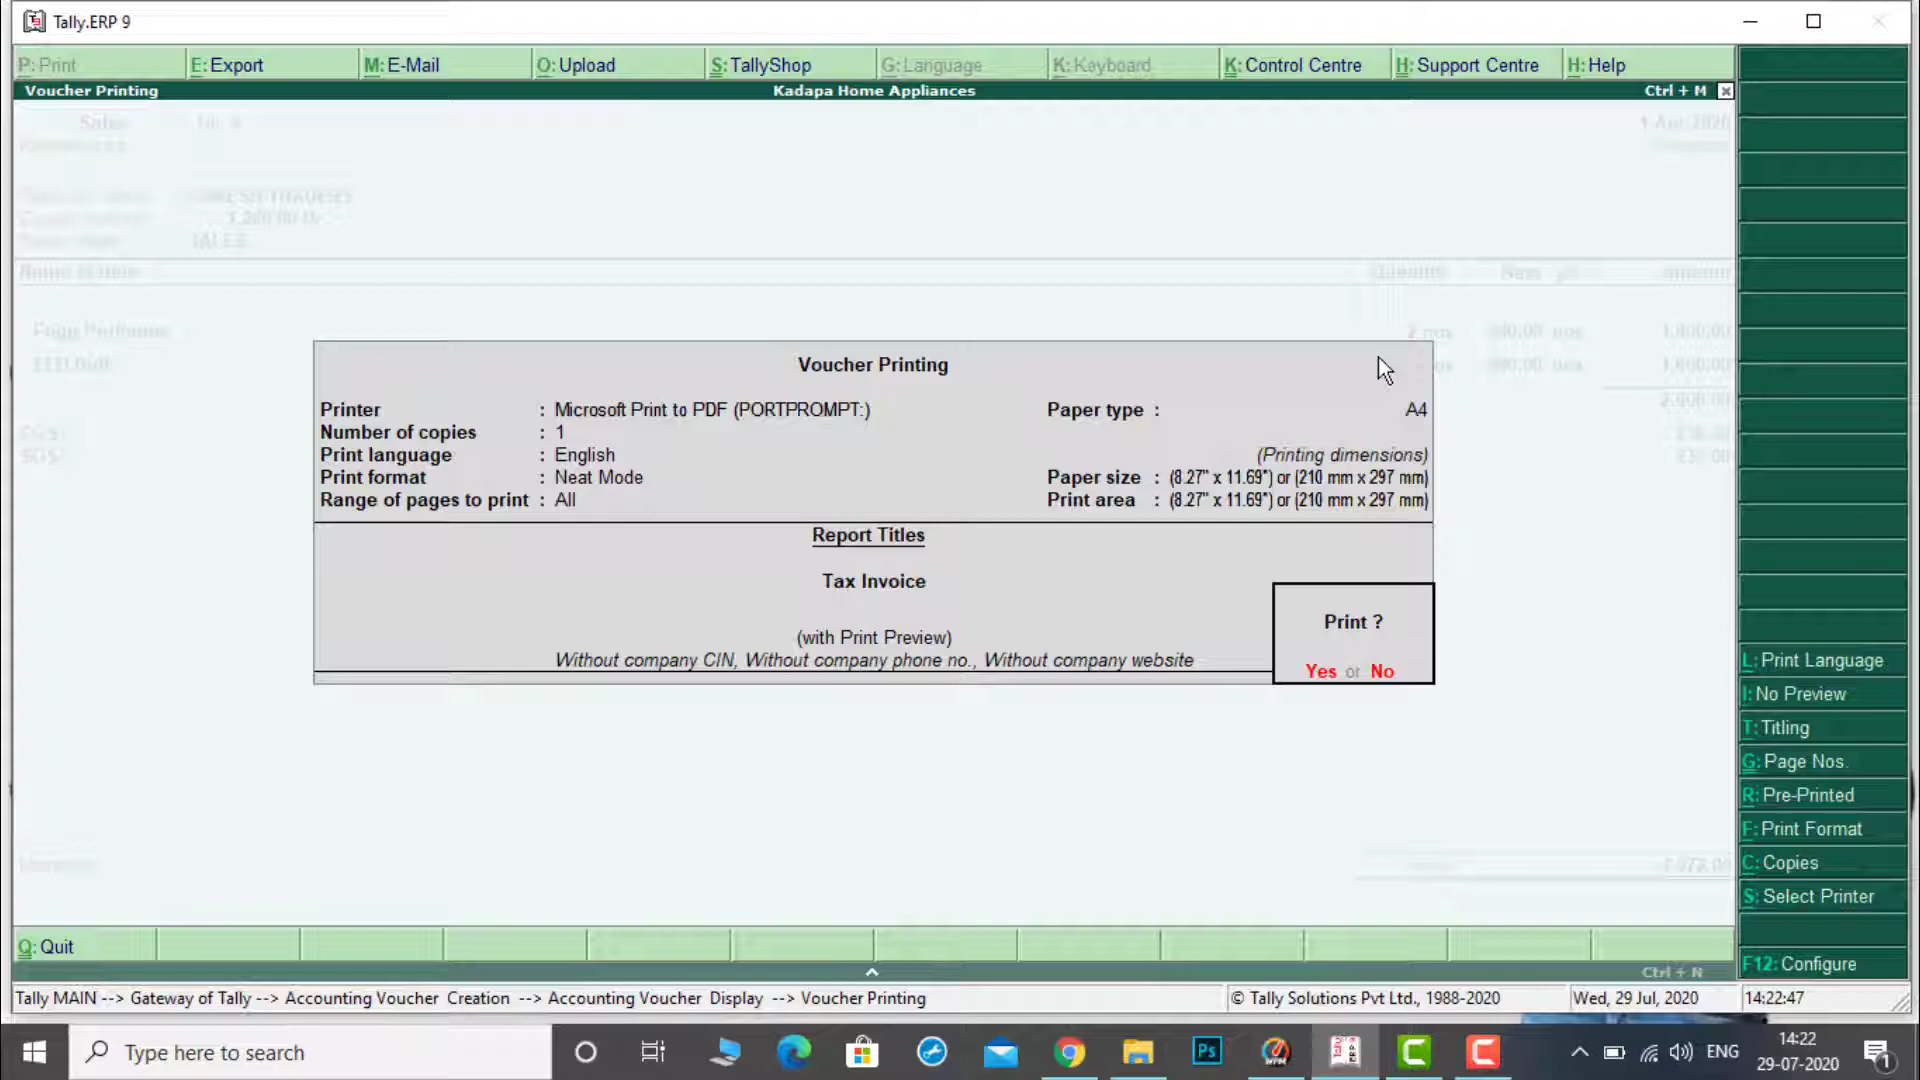 Tally.ERP 9
P: Print E: Export M: E-Mail O: Upload S: TallyShop G: Language K: Keyboard K: Control Centre H: Support Centre H: Help
Voucher Printing Kadapa Home Appliances Ctrl + M
1 Apr 2020
Voucher Printing
Printer : Microsoft Print to PDF (PORTPROMPT:) Paper type : A4
Number of copies : 1
Print language : English (Printing dimensions)
Print format : Neat Mode Paper size : (8.27" x 11.69") or (210 mm x 297 mm)
Range of pages to print : All Print area : (8.27" x 11.69") or (210 mm x 297 mm)
Report Titles
Tax Invoice
(with Print Preview)
Without company CIN, Without company phone no., Without company website
Print ?
Yes or No
L: Print Language
I: No Preview
T: Titling
G: Page Nos.
R: Pre-Printed
F: Print Format
C: Copies
S: Select Printer
F12: Configure
Q: Quit
Ctrl + N
Tally MAIN --> Gateway of Tally --> Accounting Voucher Creation --> Accounting Voucher Display --> Voucher Printing © Tally Solutions Pvt Ltd., 1988-2020 Wed, 29 Jul, 2020 14:22:47
Type here to search
Ps
ENG
14:22
29-07-2020
1